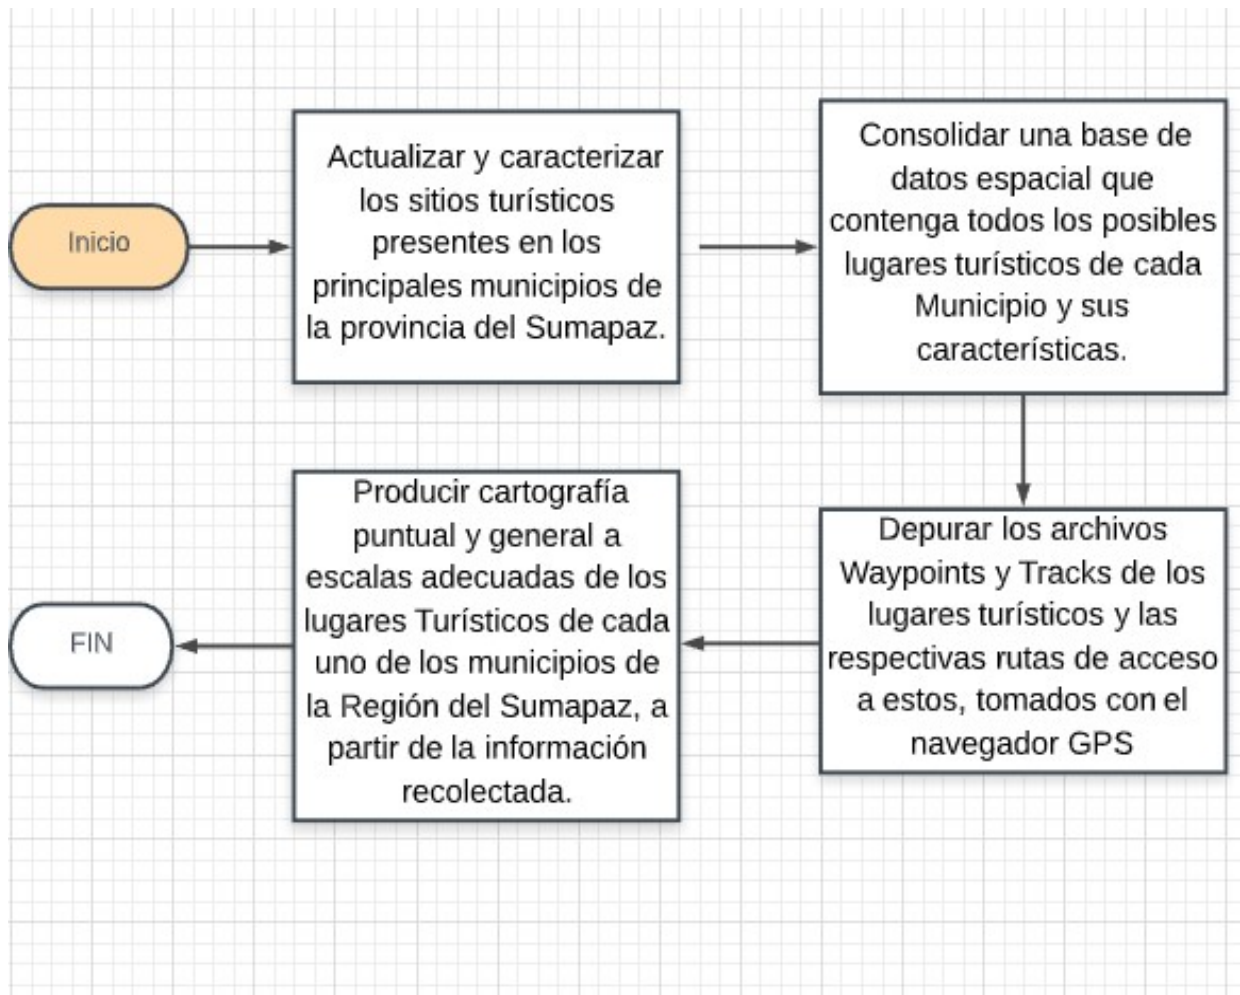 Inicio
Actualizar y caracterizar
los sitios turísticos
presentes en los
principales municipios de
la provincia del Sumapaz.
Consolidar una base de
datos espacial que
contenga todos los posibles
lugares turísticos de cada
Municipio y sus
características.
Depurar los archivos
Waypoints y Tracks de los
lugares turísticos y las
respectivas rutas de acceso
a estos, tomados con el
navegador GPS
Producir cartografía
puntual y general a
escalas adecuadas de los
lugares Turísticos de cada
uno de los municipios de
la Región del Sumapaz, a
partir de la información
recolectada.
FIN